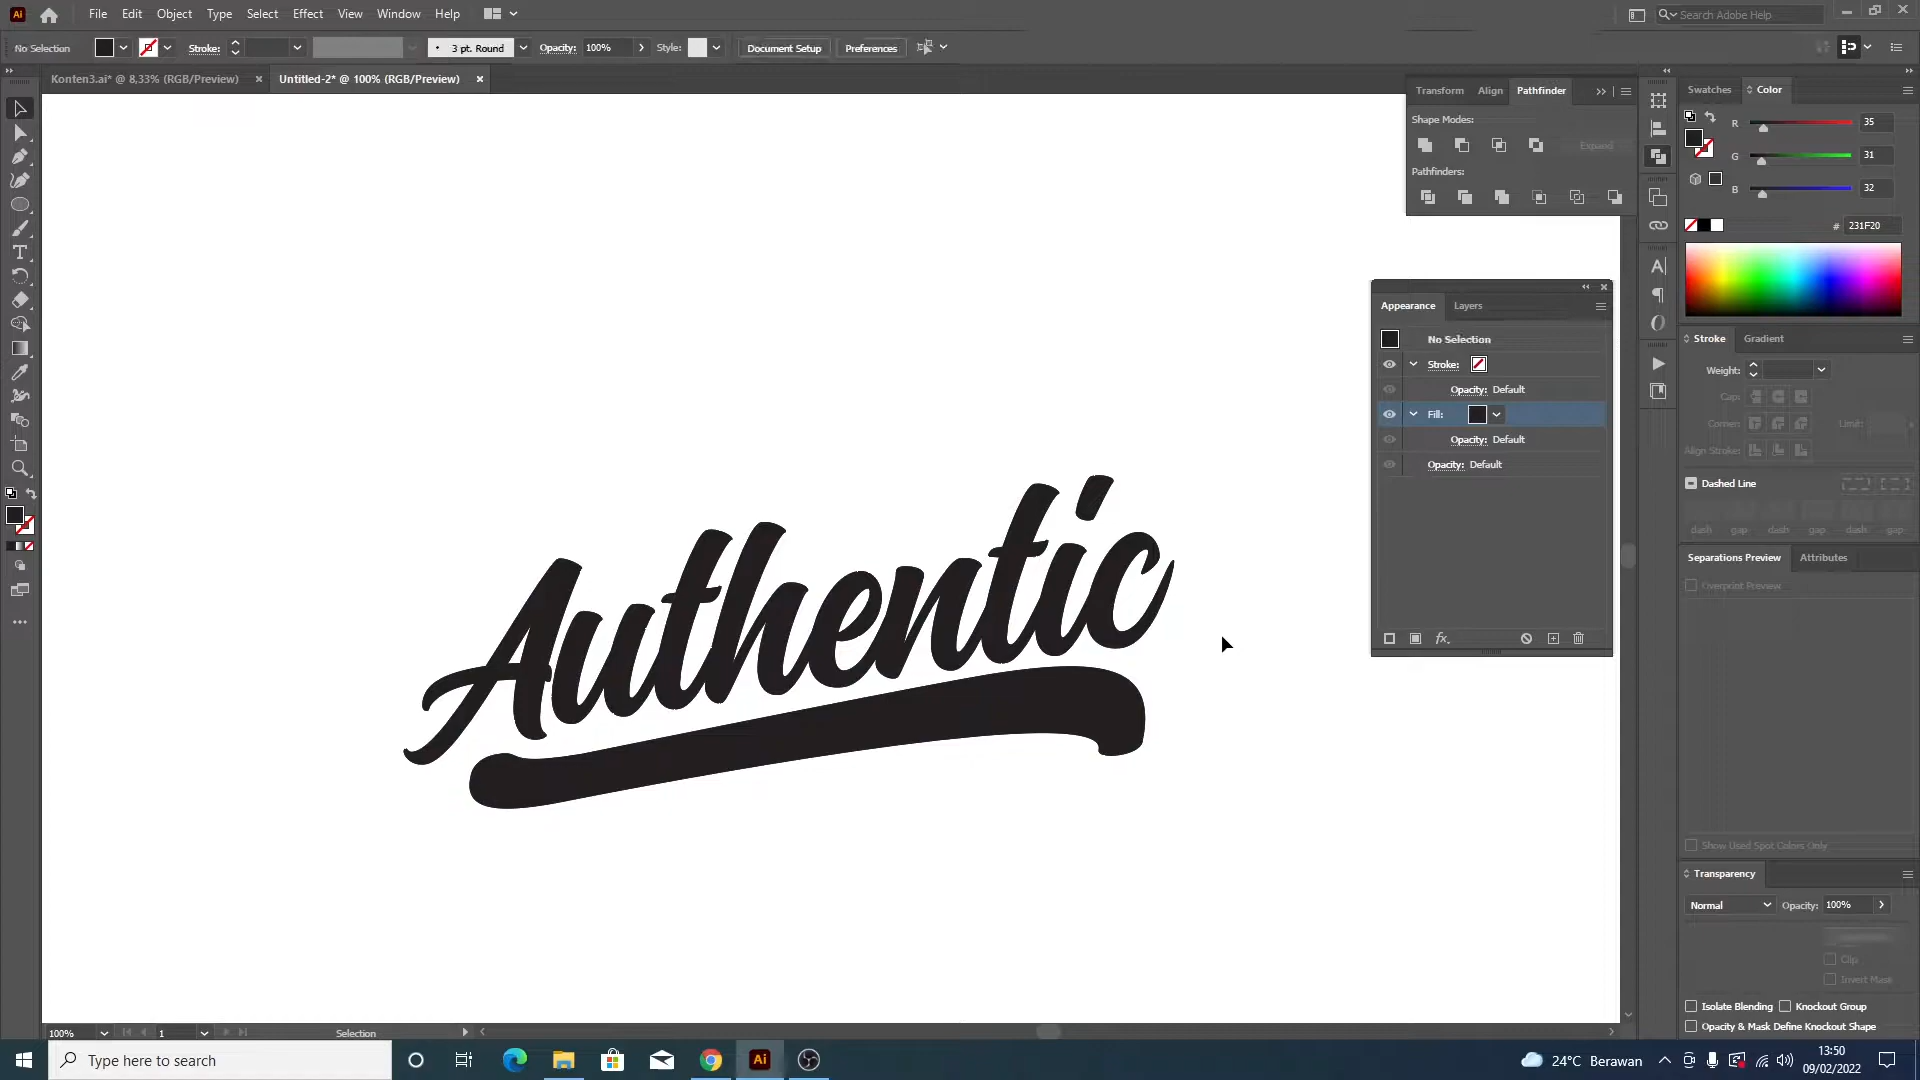 File Edit Object Type Select Effect View Window Help
Search Adobe Help
No Selection
Stroke:
3 pt. Round
Opacity: 100%
Style:
Document Setup
Preferences
Konten3.ai* @ 8,33% (RGB/Preview)
Untitled-2* @ 100% (RGB/Preview)
Transform Align Pathfinder
Shape Modes:
Expand
Pathfinders:
Swatches Color
R 35
G 31
B 32
# 231F20
Appearance Layers
No Selection
Stroke:
Opacity: Default
Fill:
Opacity: Default
Opacity: Default
fx.
Stroke Gradient
Weight:
Cap:
Corner:
Limit:
Align Stroke:
Dashed Line
dash gap dash gap dash gap
Separations Preview Attributes
Overprint Preview
Show Used Spot Colors Only
Transparency
Normal
Opacity: 100%
Clip
Invert Mask
Isolate Blending
Knockout Group
Opacity & Mask Define Knockout Shape
Authentic
100%
1
Selection
Type here to search
Ai
24°C Berawan
13:50
09/02/2022